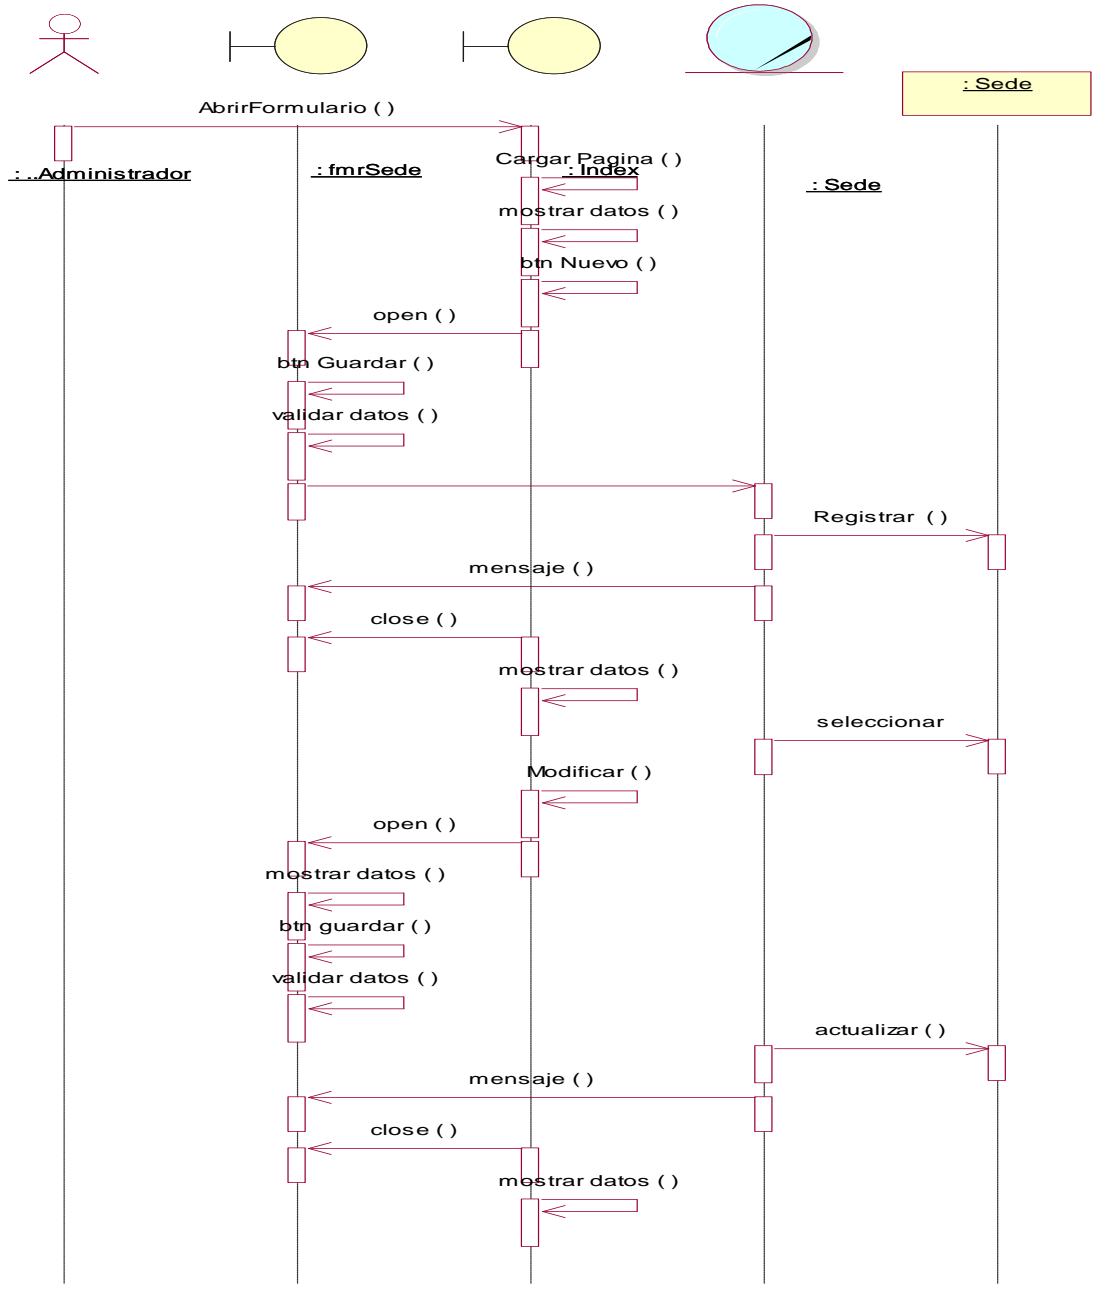 : Sede
AbrirFormulario ( )
Cargar Pagina ( )
: ..Administrador
: fmrSede
: Index
: Sede
mostrar datos ( )
btn Nuevo ( )
open ( )
btn Guardar ( )
validar datos ( )
Registrar ( )
mensaje ( )
close ( )
mostrar datos ( )
seleccionar
Modificar ( )
open ( )
mostrar datos ( )
btn guardar ( )
validar datos ( )
actualizar ( )
mensaje ( )
close ( )
mostrar datos ( )